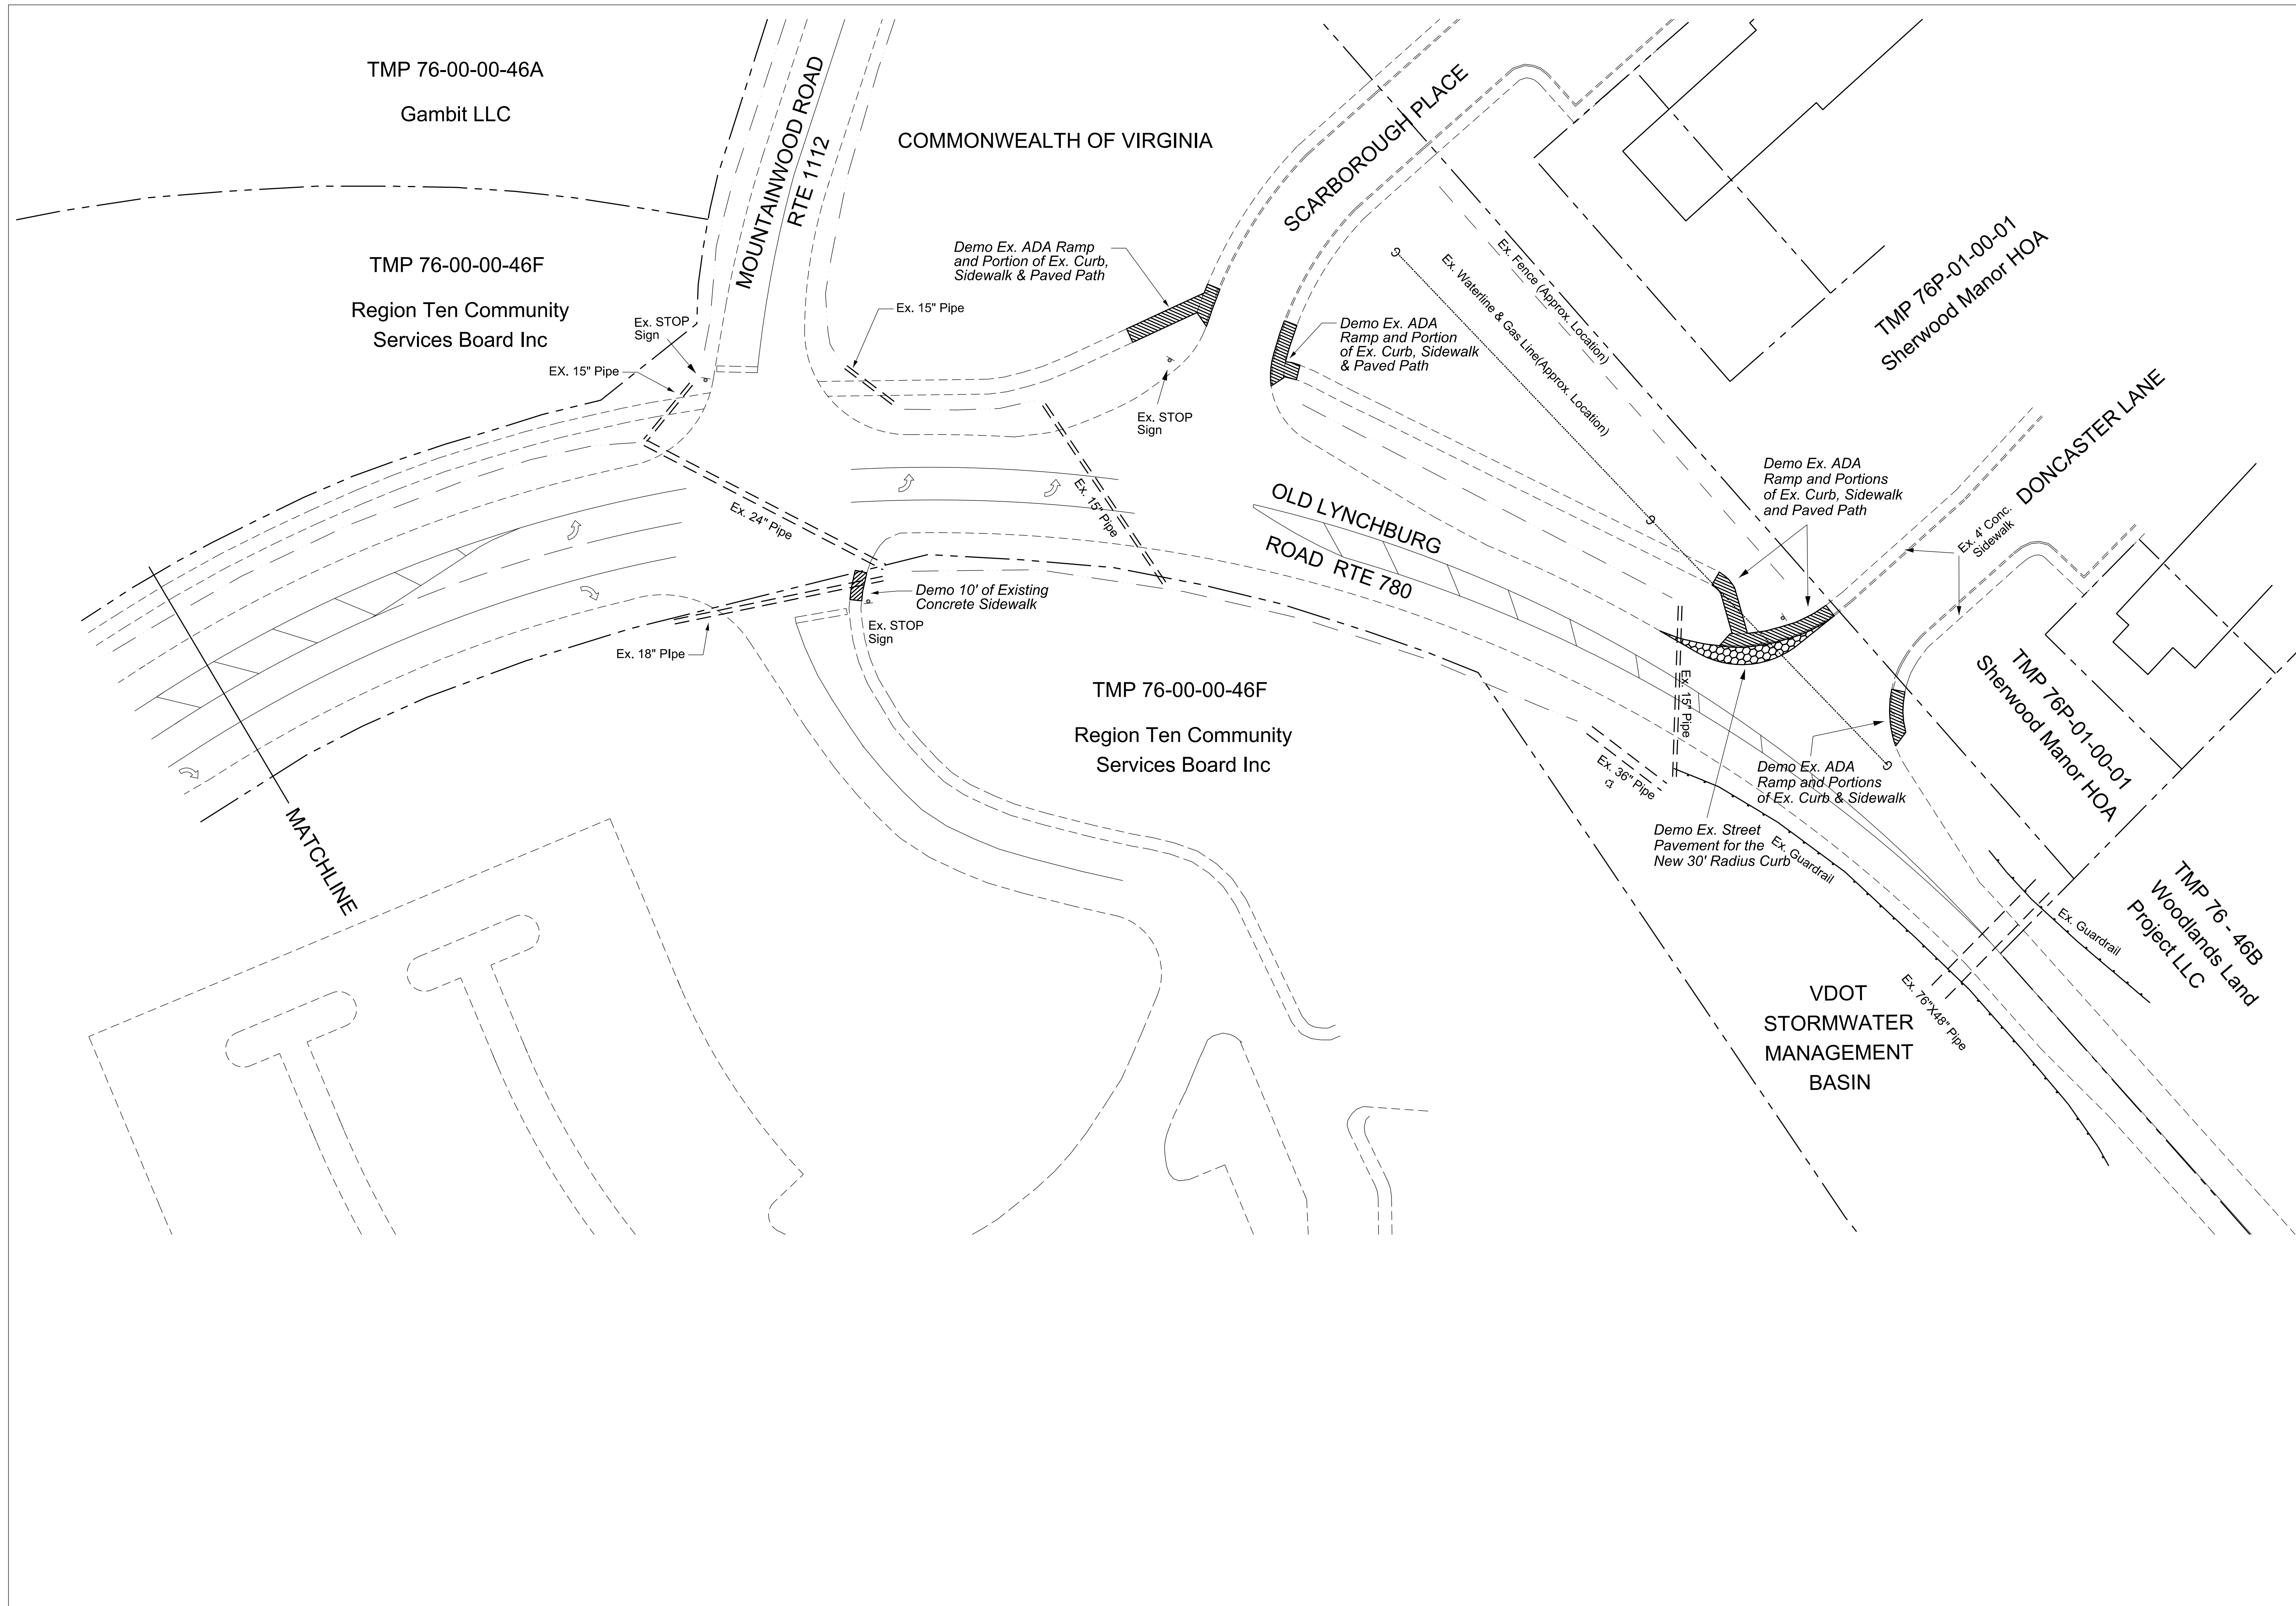 TMP 76-00-00-46A
Gambit LLC
MOUNTAINWOOD ROAD
RTE 1112
COMMONWEALTH OF VIRGINIA
SCARBOROUGH PLACE
TMP 76-00-00-46F
Region Ten Community
Services Board Inc
Ex. STOP
Sign
EX. 15" Pipe
Demo Ex. ADA Ramp
and Portion of Ex. Curb,
Sidewalk & Paved Path
Ex. 15" Pipe
Demo Ex. ADA
Ramp and Portion
of Ex. Curb, Sidewalk
& Paved Path
G
Ex. Waterline & Gas Line(Approx. Location)
Ex. Fence (Approx. Location)
TMP 76P-01-00-01
Sherwood Manor HOA
Ex. STOP
Sign
Ex. 24" Pipe
Ex. 15" Pipe
OLD LYNCHBURG
ROAD RTE 780
G
Demo Ex. ADA
Ramp and Portions
of Ex. Curb, Sidewalk
and Paved Path
DONCASTER LANE
Ex. 4' Conc.
Sidewalk
Demo 10' of Existing
Concrete Sidewalk
Ex. STOP
Sign
Ex. 18" PIpe
TMP 76-00-00-46F
Region Ten Community
Services Board Inc
Ex. 15" Pipe
TMP 76P-01-00-01
Sherwood Manor HOA
Ex. 36" Pipe
G
Demo Ex. ADA
Ramp and Portions
of Ex. Curb & Sidewalk
Demo Ex. Street
Pavement for the
New 30' Radius Curb
Ex. Guardrail
MATCHLINE
TMP 76 - 46B
Woodlands Land
Project LLC
Ex. Guardrail
Ex. 76"X48" Pipe
VDOT
STORMWATER
MANAGEMENT
BASIN